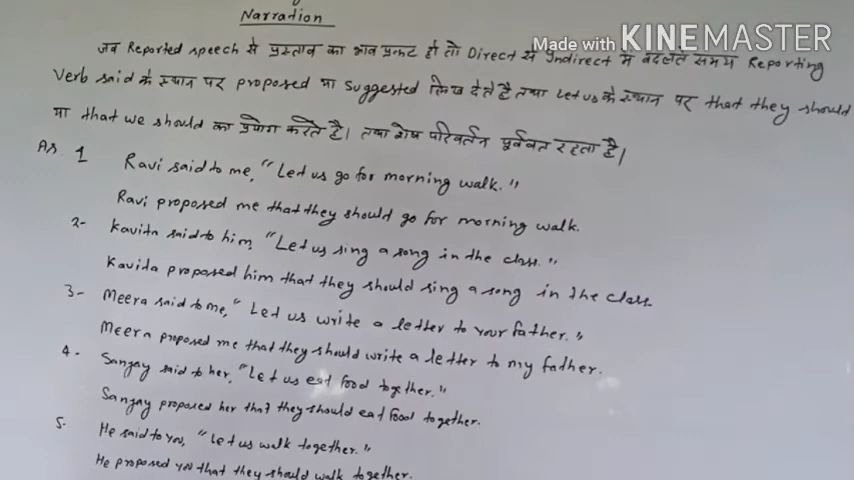 Narration
Made with KINEMASTER
जब Reported speech से प्रस्ताव का भाव प्रकट हो तो Direct से Indirect में बदलते समय Reporting
Verb said के स्थान पर proposed या suggested लिख देते है तथा Let us के स्थान पर that they should
या that we should का प्रयोग करते है। तथा शेष परिवर्तन पूर्ववत रहता है।
As 1 Ravi said to me, "Let us go for morning walk."
Ravi proposed me that they should go for morning walk.
2- Kavita said to him, "Let us sing a song in the class."
Kavita proposed him that they should sing a song in the class.
3- Meera said to me, "Let us write a letter to your father."
Meera proposed me that they should write a letter to my father.
4- Sanjay said to her, "Let us eat food together."
Sanjay proposed her that they should eat food together.
5- He said to you, "Let us walk together."
He proposed you that they should walk together.